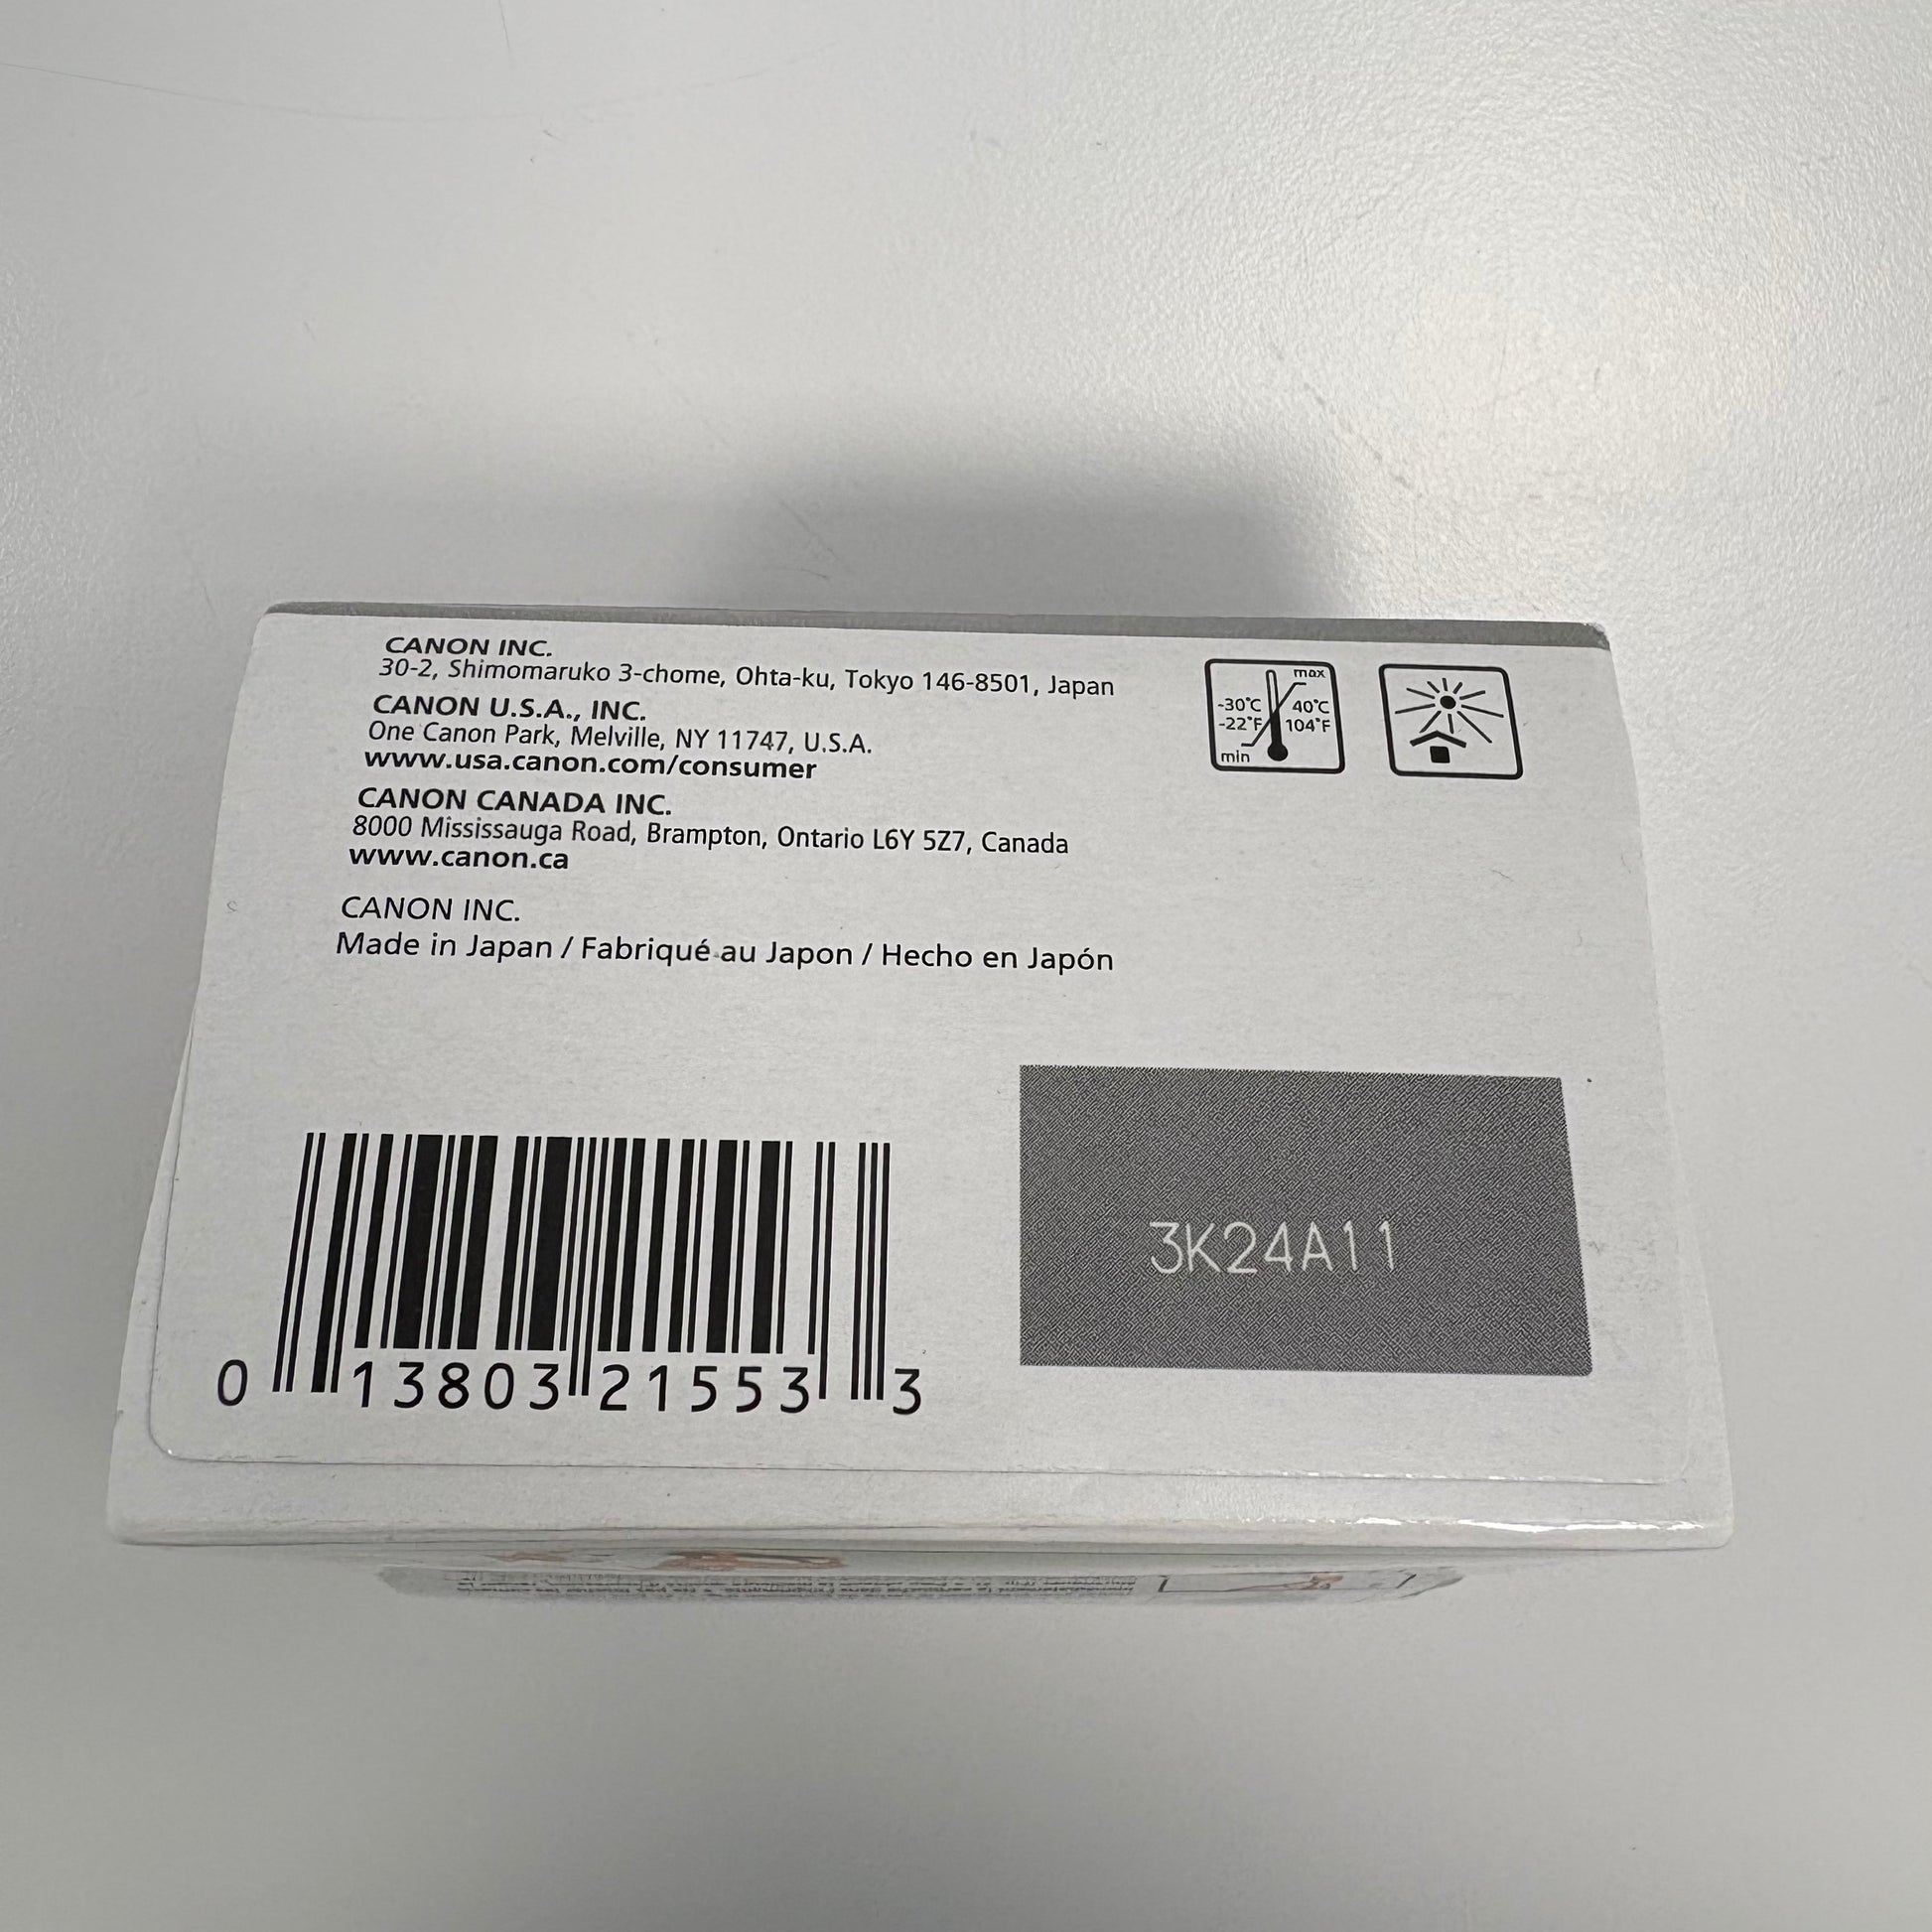 CANON INC.
30-2, Shimomaruko 3-chome, Ohta-ku, Tokyo 146-8501, Japan
CANON U.S.A., INC.
One Canon Park, Melville, NY 11747, U.S.A.
www.usa.canon.com/consumer
CANON CANADA INC.
8000 Mississauga Road, Brampton, Ontario L6Y 5Z7, Canada
www.canon.ca
CANON INC.
Made in Japan / Fabriqué au Japon / Hecho en Japón
max
-30°C 40°C
-22°F 104°F
min
0 13803 21553 3
3K24A11